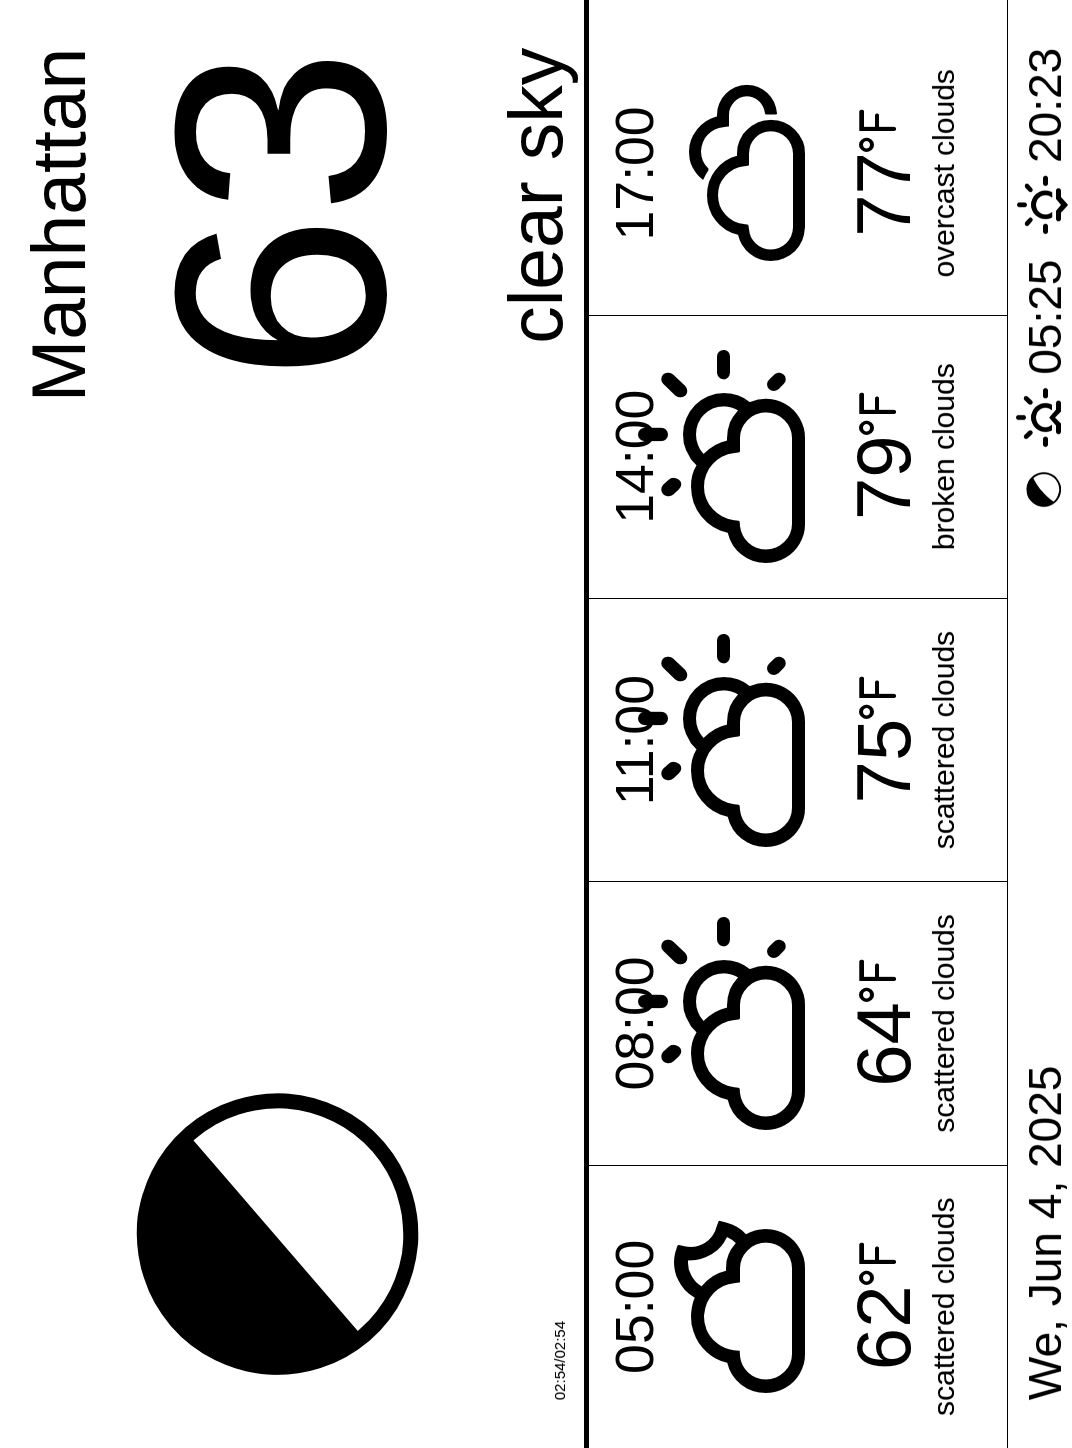 Manhattan
63
clear sky
02:54/02:54
05:00
62°F
scattered clouds
08:00
64°F
scattered clouds
11:00
75°F
scattered clouds
14:00
79°F
broken clouds
17:00
77°F
overcast clouds
We, Jun 4, 2025
05:25
20:23